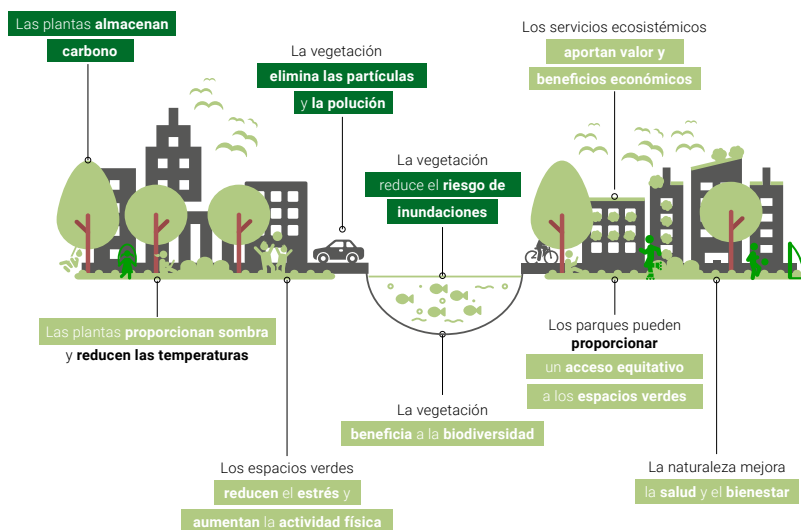 Las plantas almacenan
carbono
La vegetación
elimina las partículas
y la polución
Los servicios ecosistémicos
aportan valor y
beneficios económicos
La vegetación
reduce el riesgo de
inundaciones
Las plantas proporcionan sombra
y reducen las temperaturas
Los parques pueden
proporcionar
un acceso equitativo
a los espacios verdes
La vegetación
beneficia a la biodiversidad
Los espacios verdes
reducen el estrés y
aumentan la actividad física
La naturaleza mejora
la salud y el bienestar